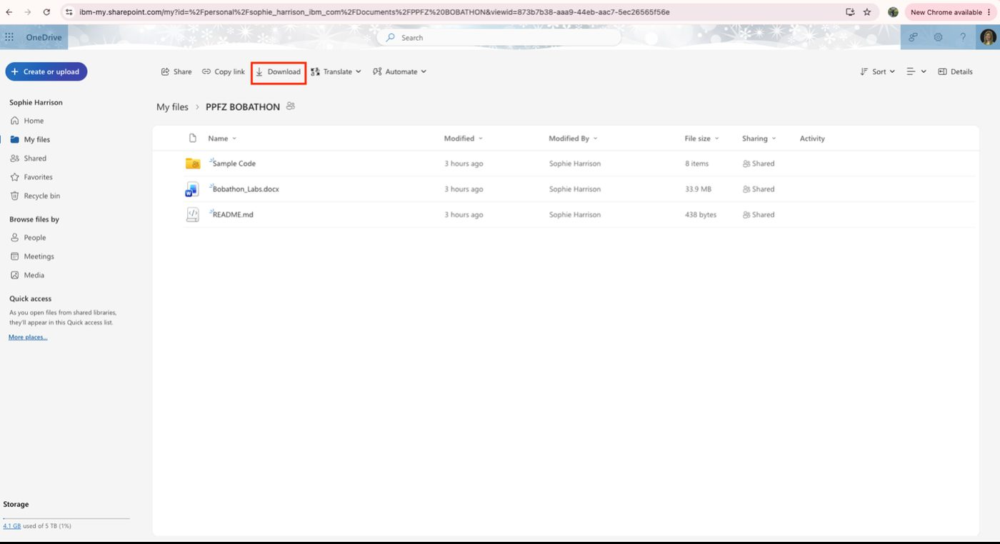 ibm-my.sharepoint.com/my?id=%2Fpersonal%2Fsophie_harrison_ibm_com%2FDocuments%2FPPFZ%20BOBATHON&viewid=873b7b38-aaa9-44eb-aac7-5ec26565f56e
New Chrome available
OneDrive
Search
?
+ Create or upload
Share Copy link Download Translate Automate
Sort Details
Sophie Harrison
Home
My files
Shared
Favorites
Recycle bin
Browse files by
People
Meetings
Media
Quick access
As you open files from shared libraries,
they'll appear in this Quick access list.
More places...
Storage
4.1 GB used of 5 TB (1%)
My files > PPFZ BOBATHON
Name Modified Modified By File size Sharing Activity
Sample Code 3 hours ago Sophie Harrison 8 items Shared
Bobathon_Labs.docx 3 hours ago Sophie Harrison 33.9 MB Shared
README.md 3 hours ago Sophie Harrison 438 bytes Shared